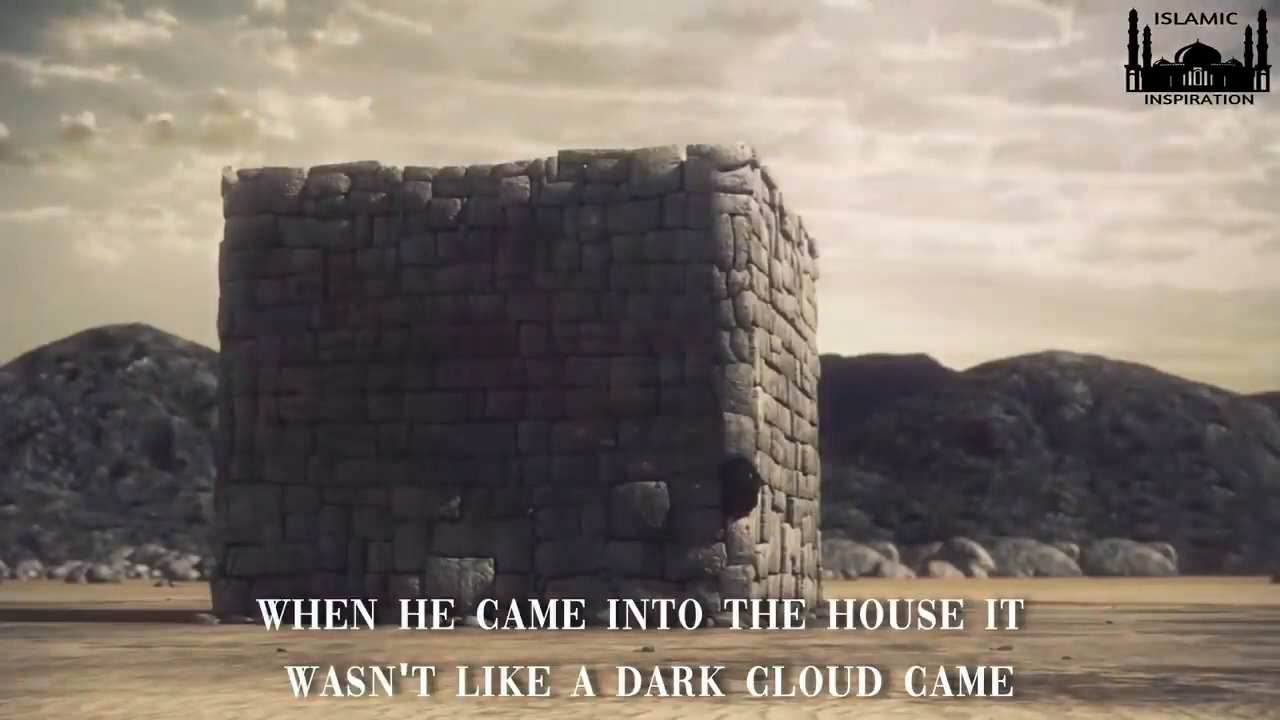 ISLAMIC
INSPIRATION
WHEN HE CAME INTO THE HOUSE IT
WASN'T LIKE A DARK CLOUD CAME